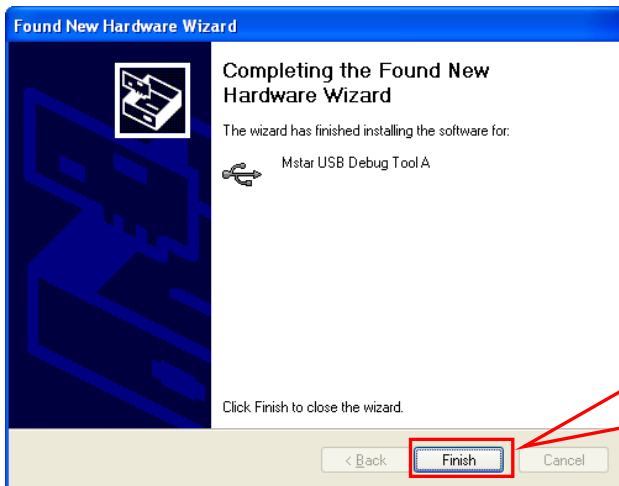 Found New Hardware Wizard
Completing the Found New
Hardware Wizard
The wizard has finished installing the software for:
Mstar USB Debug Tool A
Click Finish to close the wizard.
< Back Finish Cancel